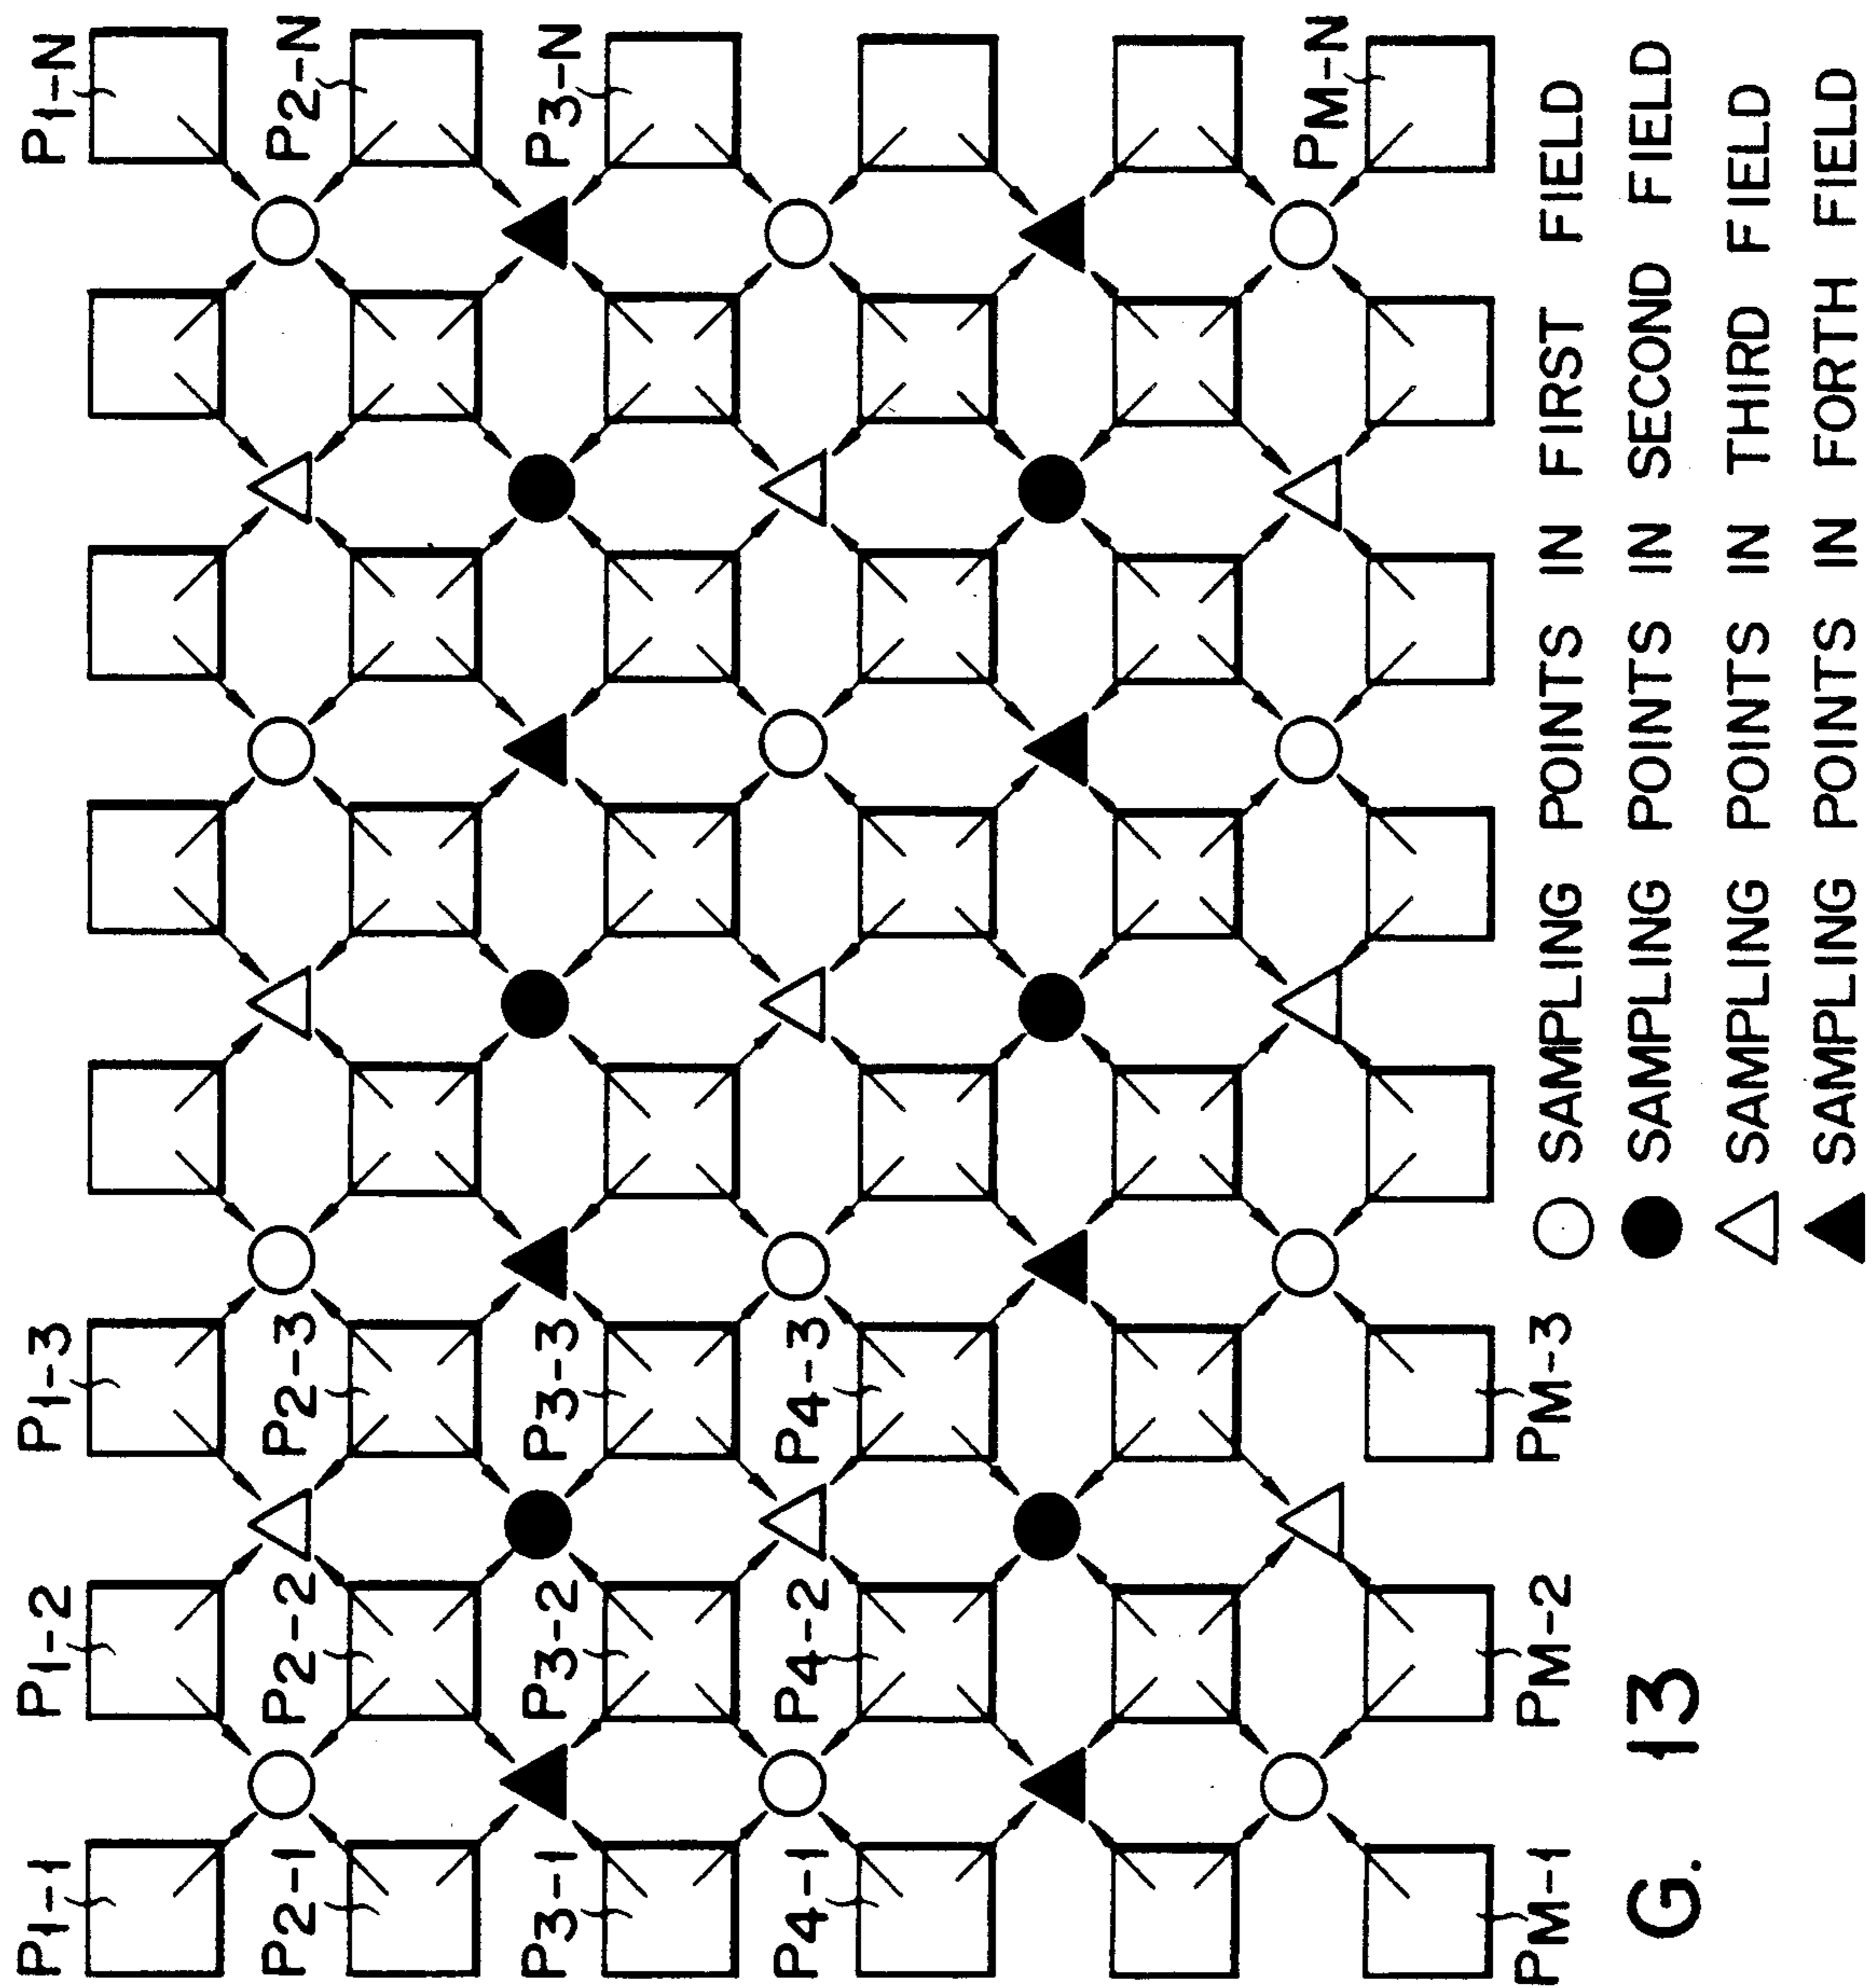 P1-1 P1-2 P1-3 P1-N
P2-1 P2-2 P2-3 P2-N
P3-1 P3-2 P3-3 P3-N
P4-1 P4-2 P4-3
PM-N
PM-1 PM-2 PM-3
SAMPLING POINTS IN FIRST FIELD
SAMPLING POINTS IN SECOND FIELD
SAMPLING POINTS IN THIRD FIELD
SAMPLING POINTS IN FORTH FIELD
G. 13